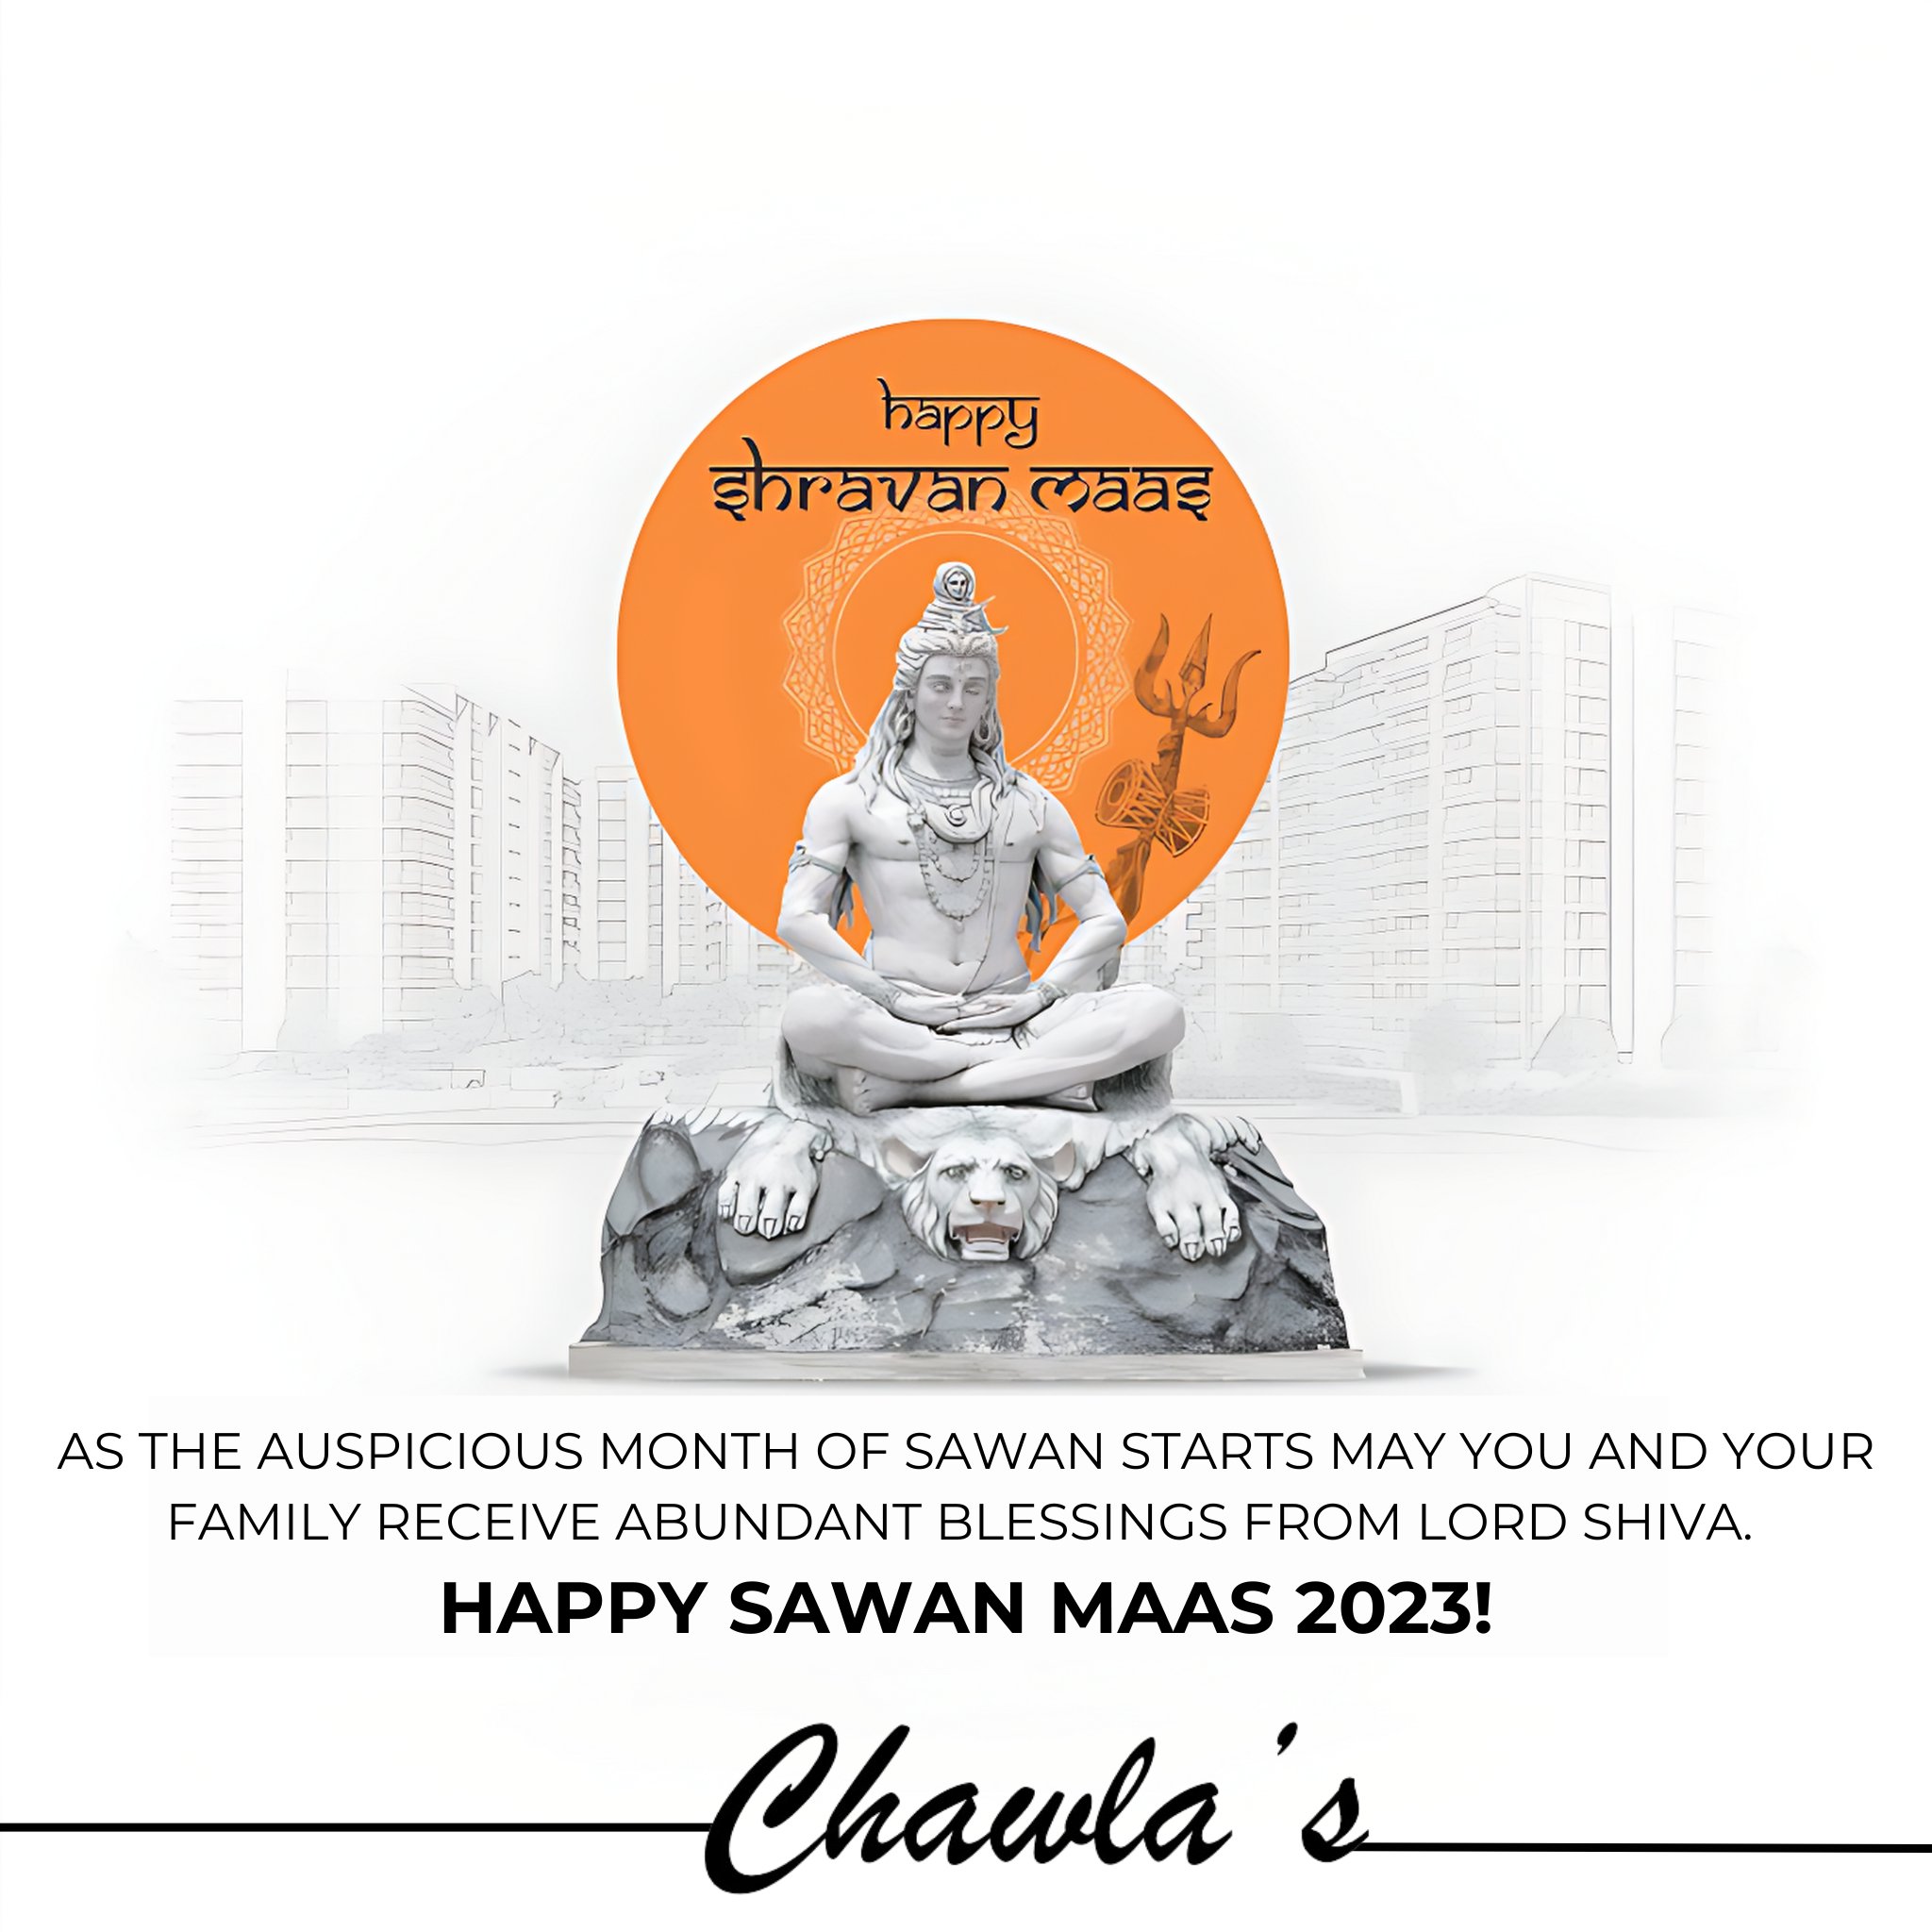 happy
shravan maas
AS THE AUSPICIOUS MONTH OF SAWAN STARTS MAY YOU AND YOUR
FAMILY RECEIVE ABUNDANT BLESSINGS FROM LORD SHIVA.
HAPPY SAWAN MAAS 2023!
Chawla's